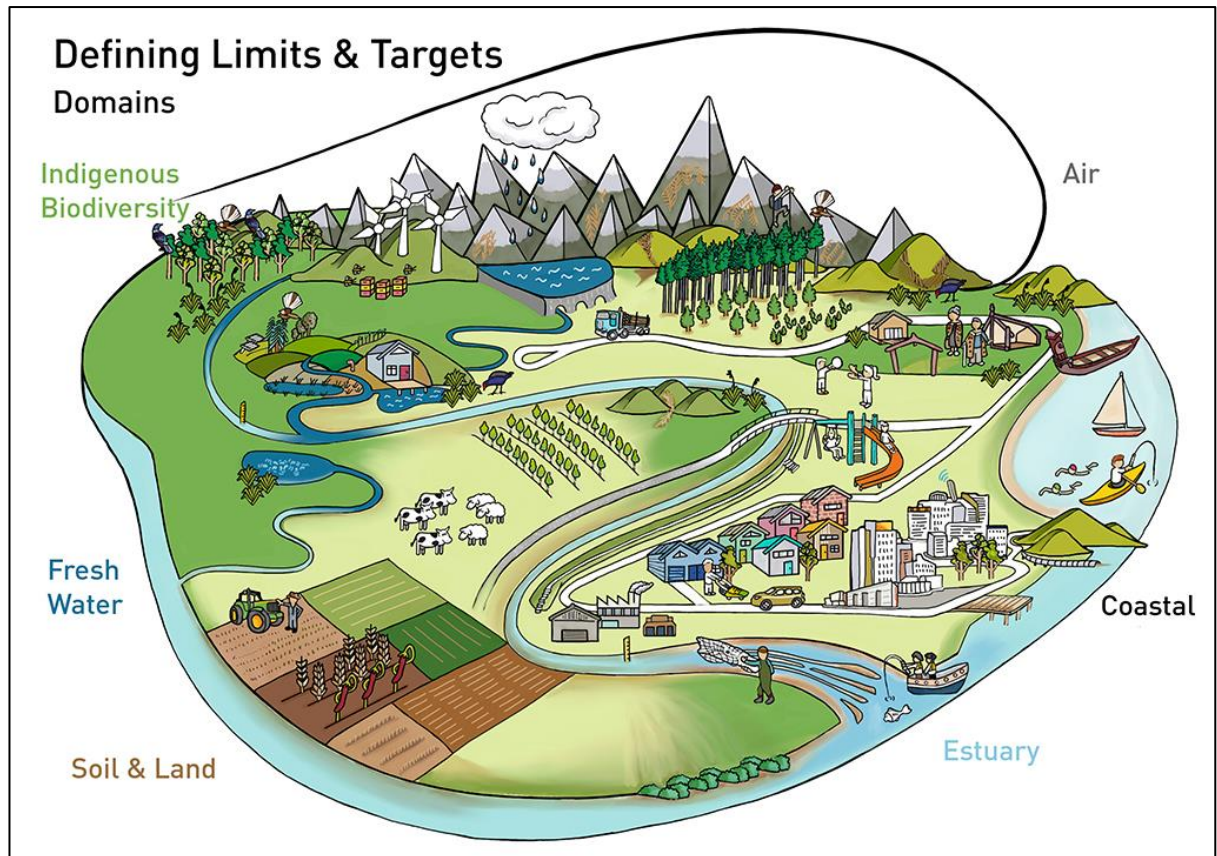 Defining Limits & Targets
Domains
Indigenous
Biodiversity
Air
Fresh
Water
Coastal
Estuary
Soil & Land